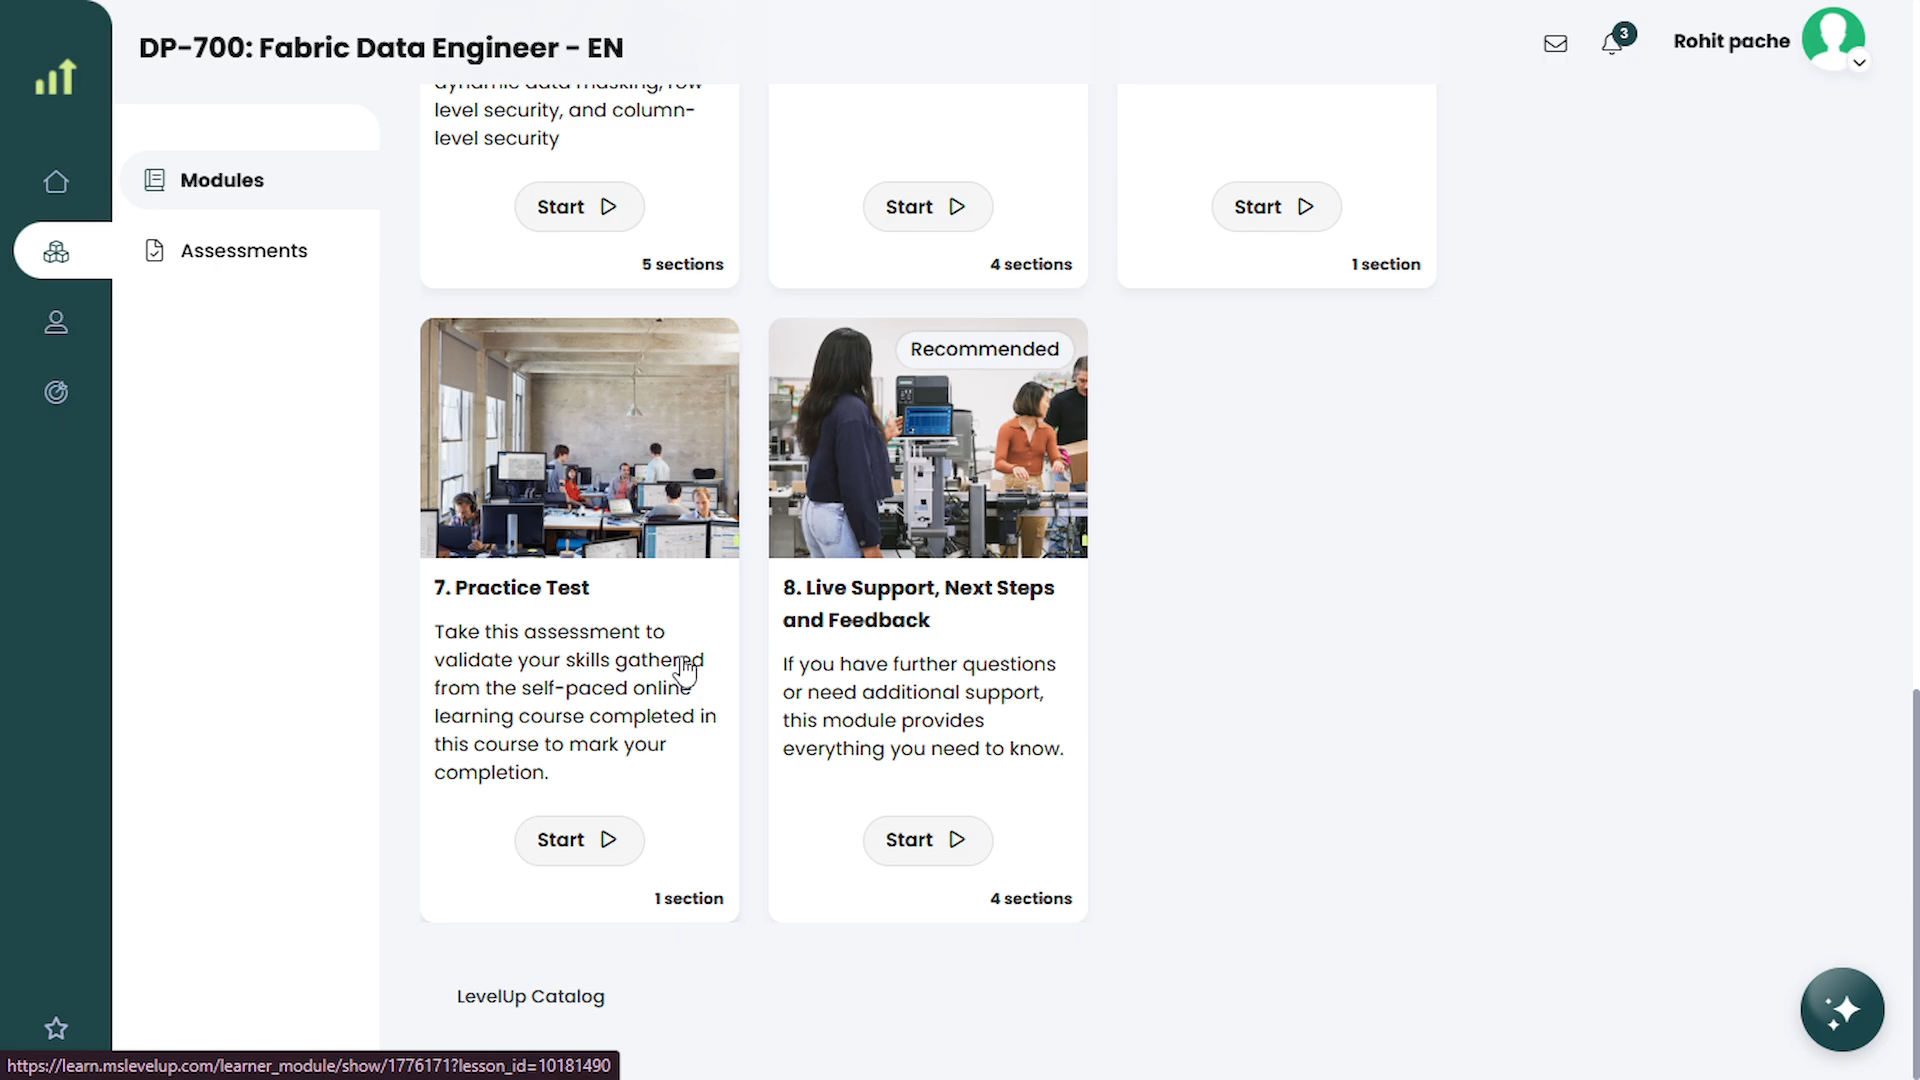 DP-700: Fabric Data Engineer - EN
3
Rohit pache
Modules
Assessments
dynamic data masking, row-
level security, and column-
level security
Start
5 sections
Start
4 sections
Start
1 section
7. Practice Test
Take this assessment to
validate your skills gathered
from the self-paced online
learning course completed in
this course to mark your
completion.
Start
1 section
Recommended
8. Live Support, Next Steps
and Feedback
If you have further questions
or need additional support,
this module provides
everything you need to know.
Start
4 sections
LevelUp Catalog
https://learn.mslevelup.com/learner_module/show/1776171?lesson_id=10181490